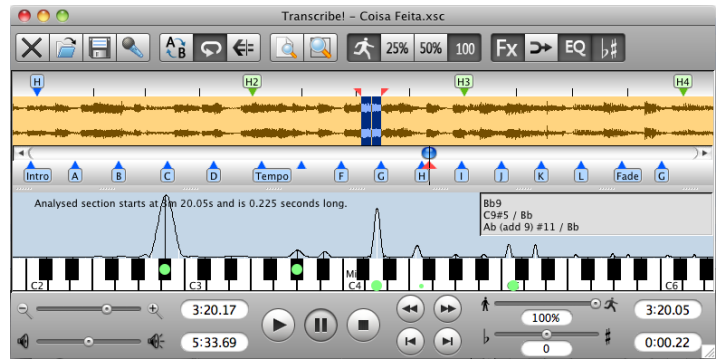 Transcribe! - Coisa Feita.xsc
A B 25% 50% 100 Fx EQ b♯
H H2 H3 H4
Intro A B C D Tempo F G H I J K L Fade G
Analysed section starts at 3m 20.05s and is 0.225 seconds long.
Bb9
C9#5 / Bb
Ab (add 9) #11 / Bb
C2 C3 C4 C6
3:20.17 100% 3:20.05
5:33.69 ♭ 0 ♯ 0:00.22